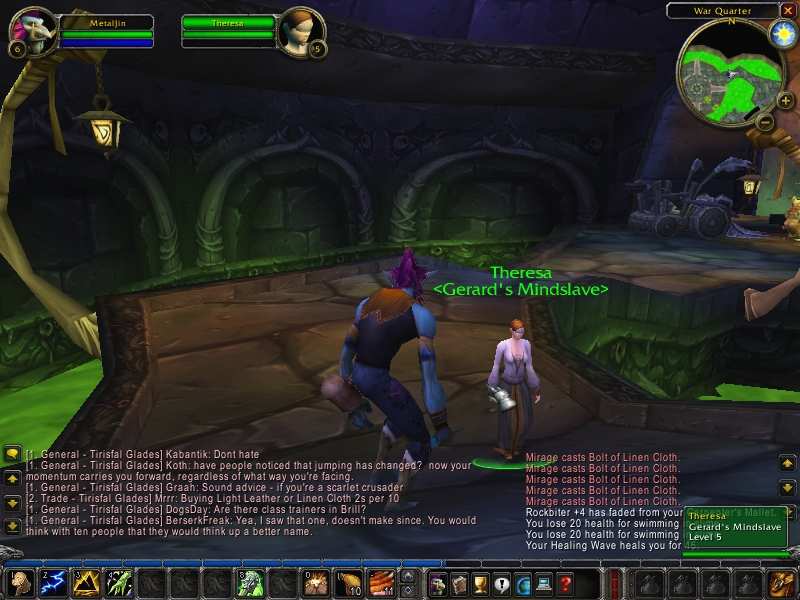 MetalJin
6
Theresa
5
War Quarter
N
Theresa
<Gerard's Mindslave>
[1. General - Tirisfal Glades] Kabantik: Dont hate
[1. General - Tirisfal Glades] Koth: have people noticed that jumping has changed? now your
momentum carries you forward, regardless of what way you're facing.
[1. General - Tirisfal Glades] Graah: Sound advice - if you're a scarlet crusader
[2. Trade - Tirisfal Glades] Mrrr: Buying Light Leather or Linen Cloth 2s per 10
[1. General - Tirisfal Glades] DogsDay: Are there class trainers in Brill?
[1. General - Tirisfal Glades] BerserkFreak: Yea, I saw that one, doesn't make since. You would
think with ten people that they would think up a better name.
Mirage casts Bolt of Linen Cloth.
Mirage casts Bolt of Linen Cloth.
Mirage casts Bolt of Linen Cloth.
Mirage casts Bolt of Linen Cloth.
Mirage casts Bolt of Linen Cloth.
Rockbiter +4 has faded from your Mallet.
You lose 20 health for swimming
You lose 20 health for swimming
Your Healing Wave heals you for
Theresa
Gerard's Mindslave
Level 5